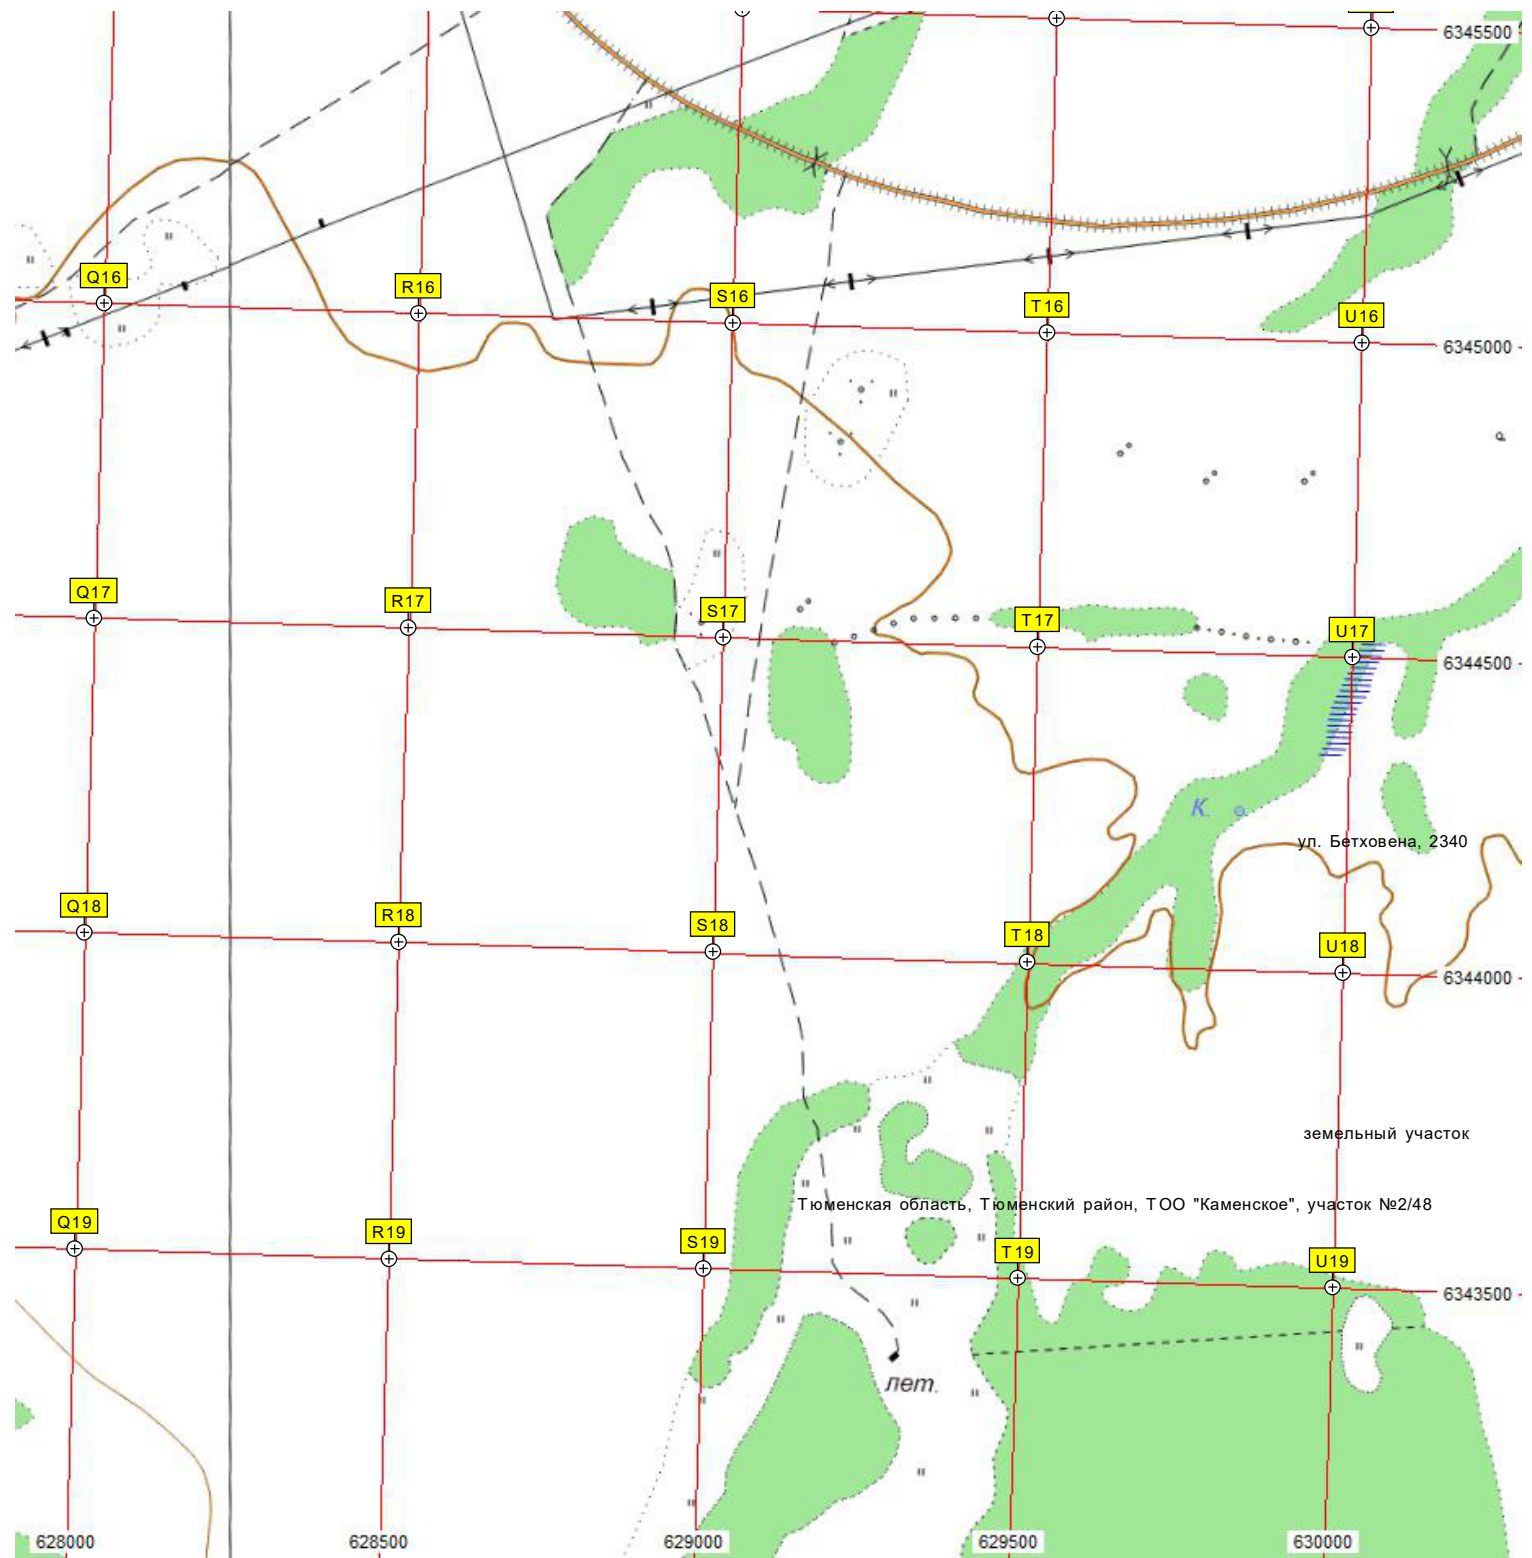 6345500
Q16
R16
S16
T16
U16
6345000
Q17
R17
S17
T17
U17
6344500
К.
ул. Бетховена, 2340
Q18
R18
S18
T18
U18
6344000
земельный участок
Тюменская область, Тюменский район, ТОО "Каменское", участок №2/48
Q19
R19
S19
T19
U19
6343500
лет.
628000
628500
629000
629500
630000